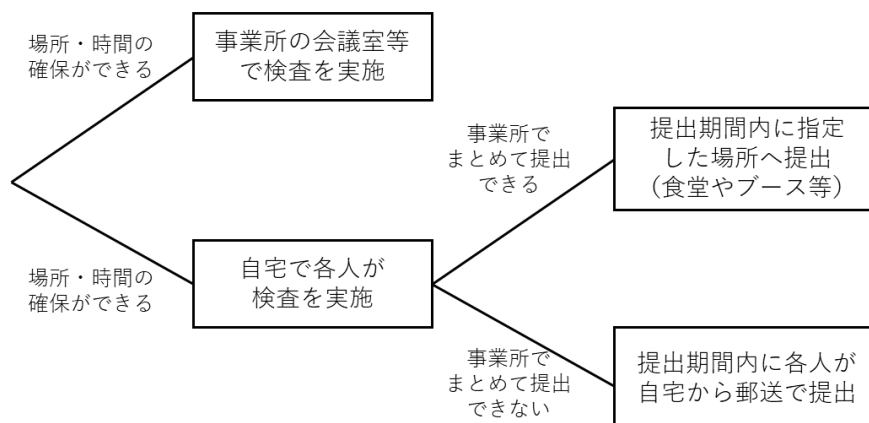 場所・時間の
確保ができる
事業所の会議室等
で検査を実施
場所・時間の
確保ができる
自宅で各人が
検査を実施
事業所で
まとめて提出
できる
提出期間内に指定
した場所へ提出
（食堂やブース等）
事業所で
まとめて提出
できない
提出期間内に各人が
自宅から郵送で提出